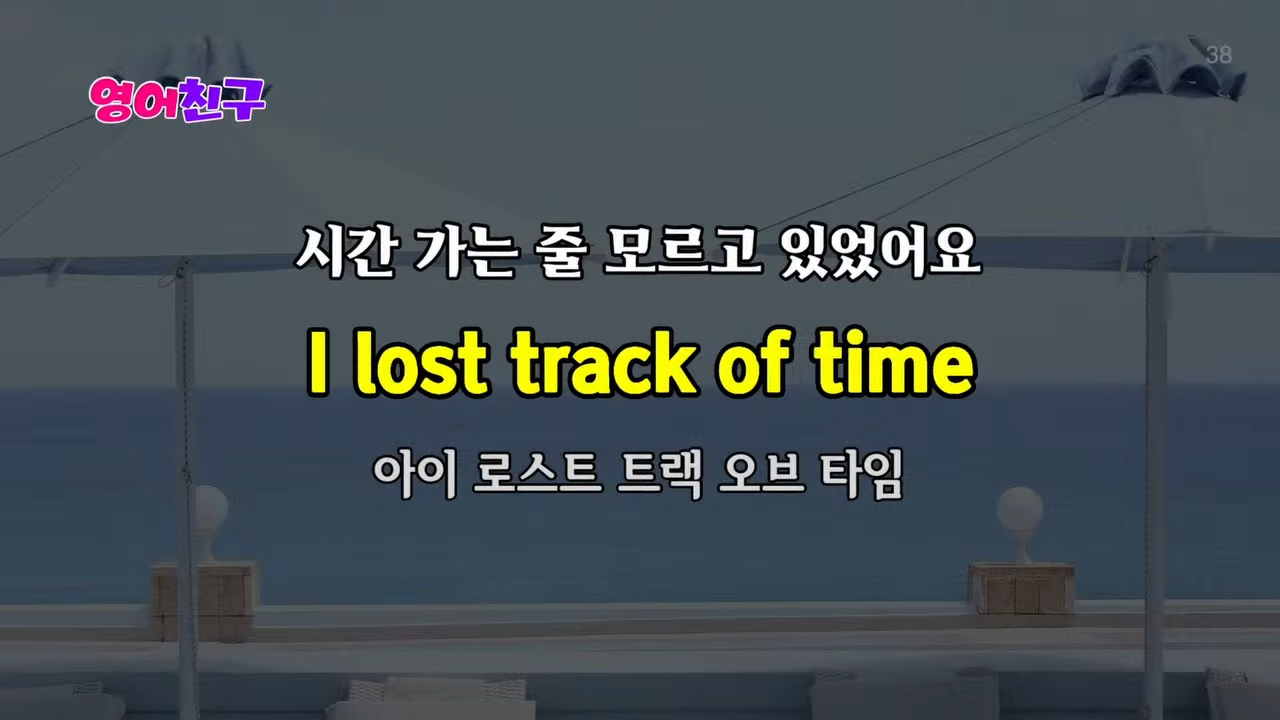 38
영어친구
시간 가는 줄 모르고 있었어요
I lost track of time
아이 로스트 트랙 오브 타임